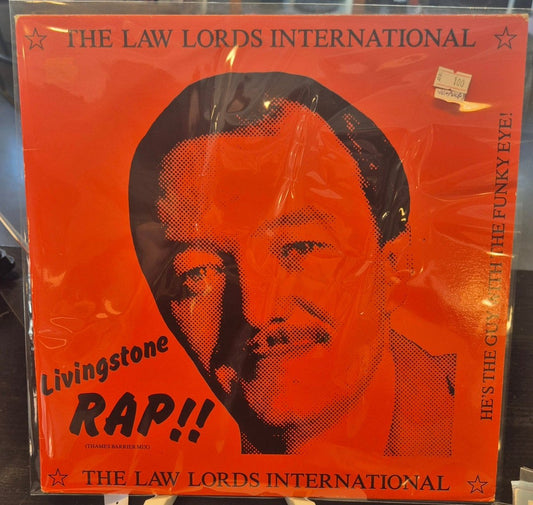 THE LAW LORDS INTERNATIONAL
100
HE'S THE GUY WITH THE FUNKY EYE!
Livingstone
RAP!!
(THAMES BARRIER MIX)
THE LAW LORDS INTERNATIONAL